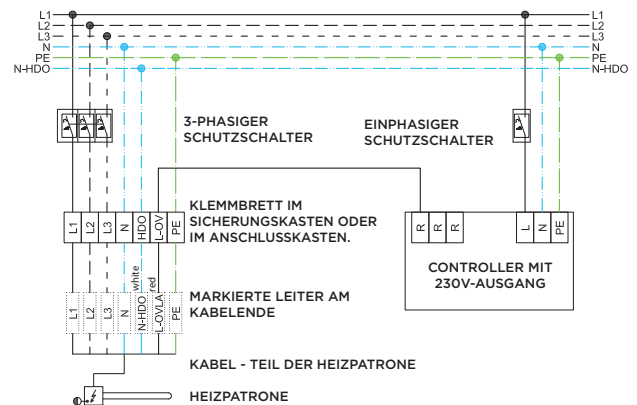 L1 L1
L2 L2
L3 L3
N N
PE PE
N-HDO N-HDO
3-PHASIGER
SCHUTZSCHALTER
EINPHASIGER
SCHUTZSCHALTER
KLEMMBRETT IM
SICHERUNGSKASTEN ODER
IM ANSCHLUSSKASTEN.
L1 L2 L3 N HDO L-OV PE
R R R L N PE
CONTROLLER MIT
230V-AUSGANG
white
red
MARKIERTE LEITER AM
KABELENDE
L1 L2 L3 N N-HDO L-OVLA PE
KABEL - TEIL DER HEIZPATRONE
HEIZPATRONE